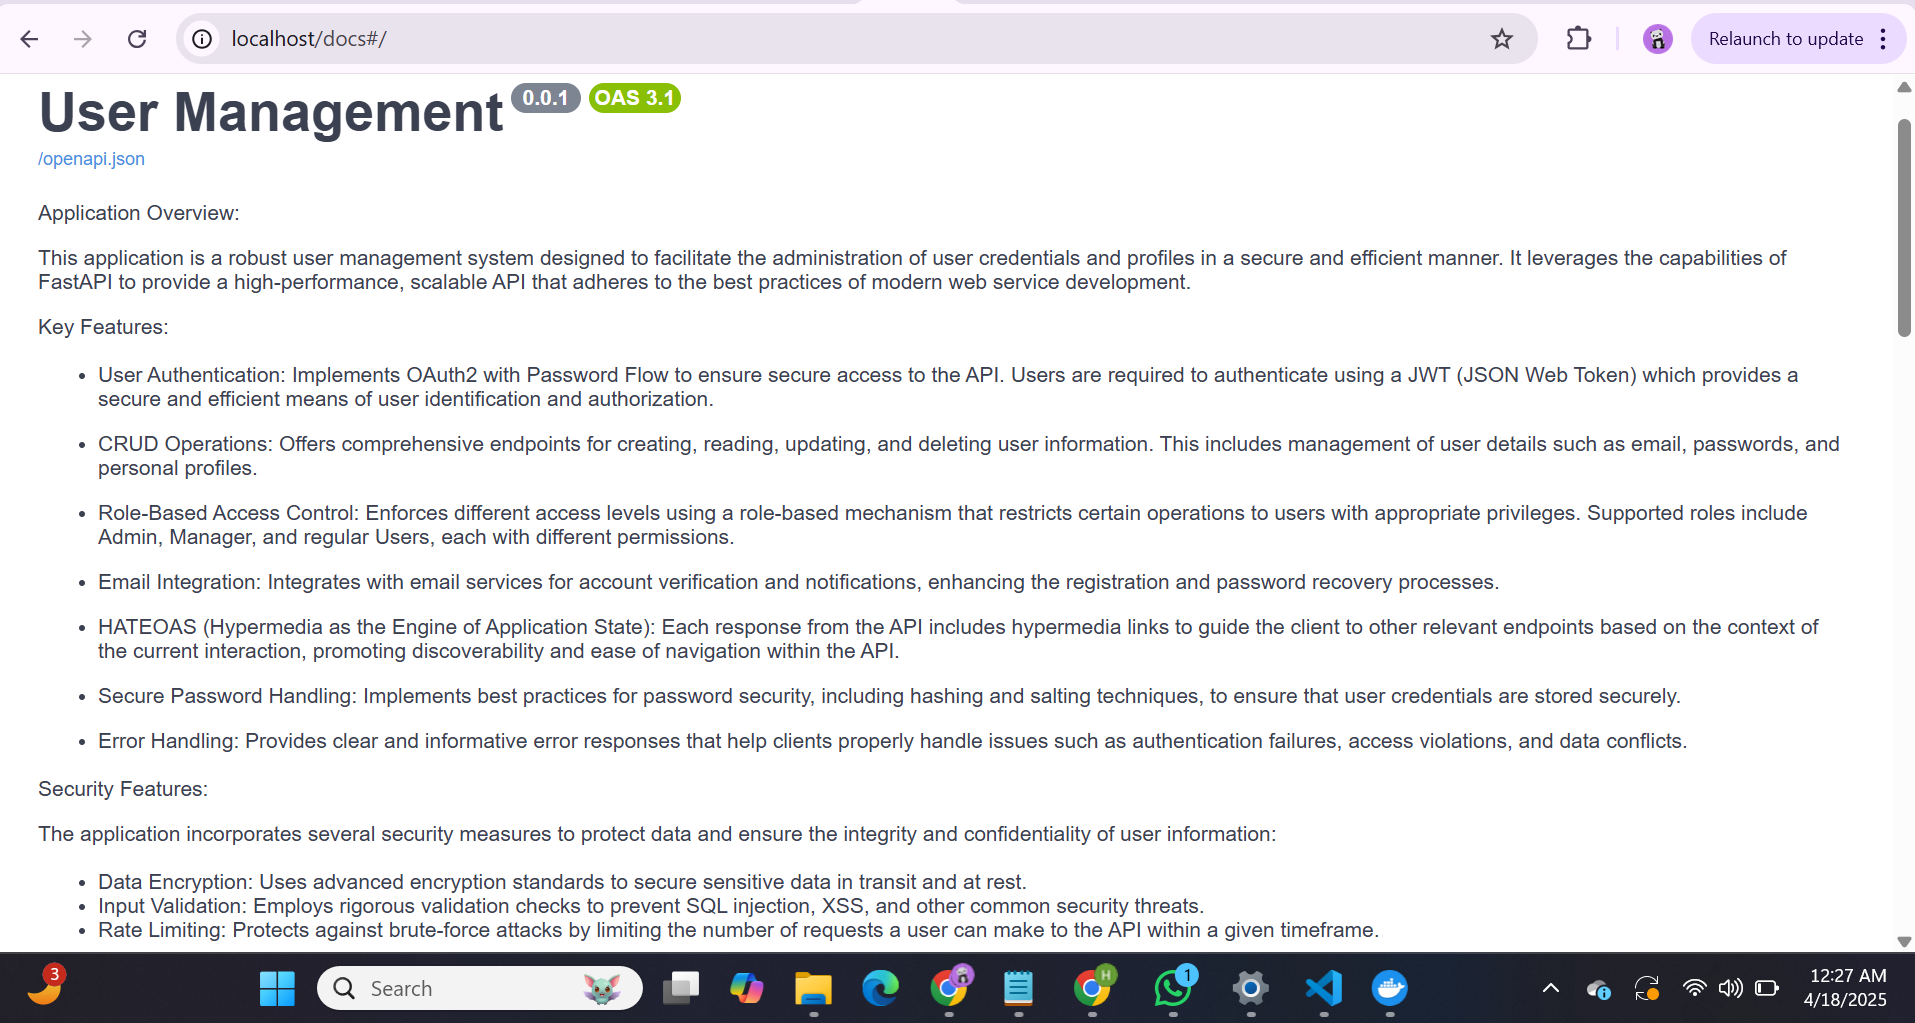 localhost/docs#/
Relaunch to update
User Management 0.0.1 OAS 3.1
/openapi.json
Application Overview:
This application is a robust user management system designed to facilitate the administration of user credentials and profiles in a secure and efficient manner. It leverages the capabilities of
FastAPI to provide a high-performance, scalable API that adheres to the best practices of modern web service development.
Key Features:
• User Authentication: Implements OAuth2 with Password Flow to ensure secure access to the API. Users are required to authenticate using a JWT (JSON Web Token) which provides a
secure and efficient means of user identification and authorization.
• CRUD Operations: Offers comprehensive endpoints for creating, reading, updating, and deleting user information. This includes management of user details such as email, passwords, and
personal profiles.
• Role-Based Access Control: Enforces different access levels using a role-based mechanism that restricts certain operations to users with appropriate privileges. Supported roles include
Admin, Manager, and regular Users, each with different permissions.
• Email Integration: Integrates with email services for account verification and notifications, enhancing the registration and password recovery processes.
• HATEOAS (Hypermedia as the Engine of Application State): Each response from the API includes hypermedia links to guide the client to other relevant endpoints based on the context of
the current interaction, promoting discoverability and ease of navigation within the API.
• Secure Password Handling: Implements best practices for password security, including hashing and salting techniques, to ensure that user credentials are stored securely.
• Error Handling: Provides clear and informative error responses that help clients properly handle issues such as authentication failures, access violations, and data conflicts.
Security Features:
The application incorporates several security measures to protect data and ensure the integrity and confidentiality of user information:
• Data Encryption: Uses advanced encryption standards to secure sensitive data in transit and at rest.
• Input Validation: Employs rigorous validation checks to prevent SQL injection, XSS, and other common security threats.
• Rate Limiting: Protects against brute-force attacks by limiting the number of requests a user can make to the API within a given timeframe.
3
Search
H
1
12:27 AM
4/18/2025